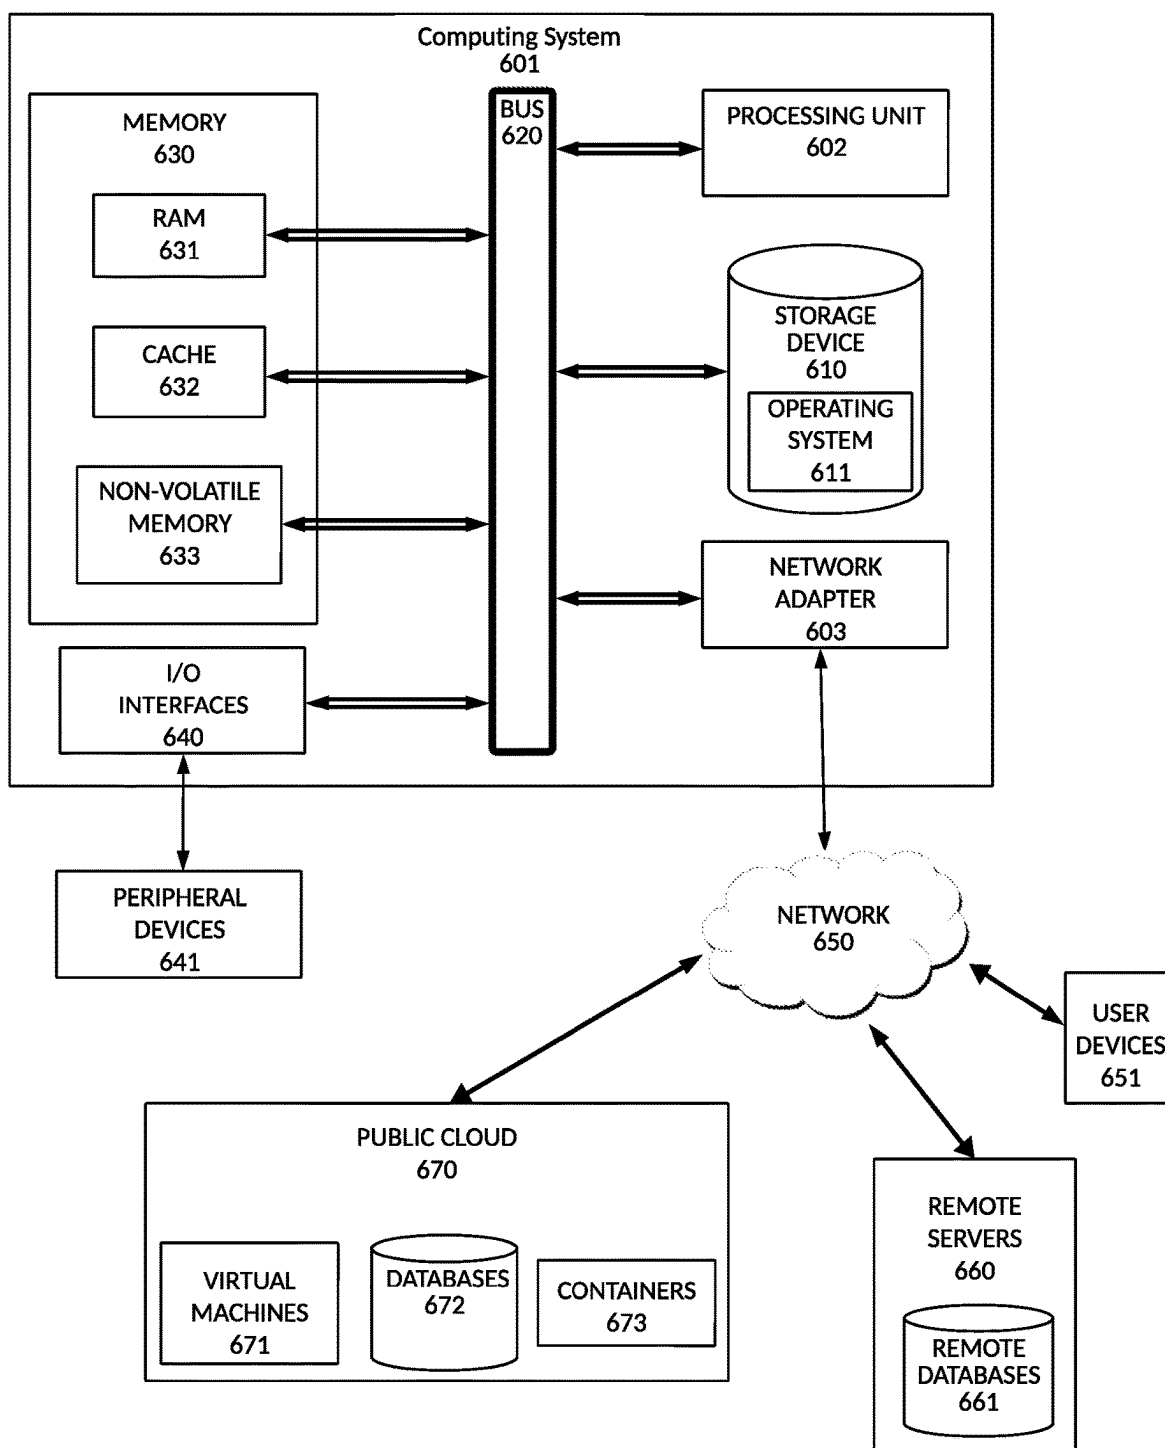 Computing System
601
MEMORY
630
RAM
631
CACHE
632
NON-VOLATILE
MEMORY
633
I/O
INTERFACES
640
BUS
620
PROCESSING UNIT
602
STORAGE
DEVICE
610
OPERATING
SYSTEM
611
NETWORK
ADAPTER
603
PERIPHERAL
DEVICES
641
NETWORK
650
USER
DEVICES
651
PUBLIC CLOUD
670
VIRTUAL
MACHINES
671
DATABASES
672
CONTAINERS
673
REMOTE
SERVERS
660
REMOTE
DATABASES
661